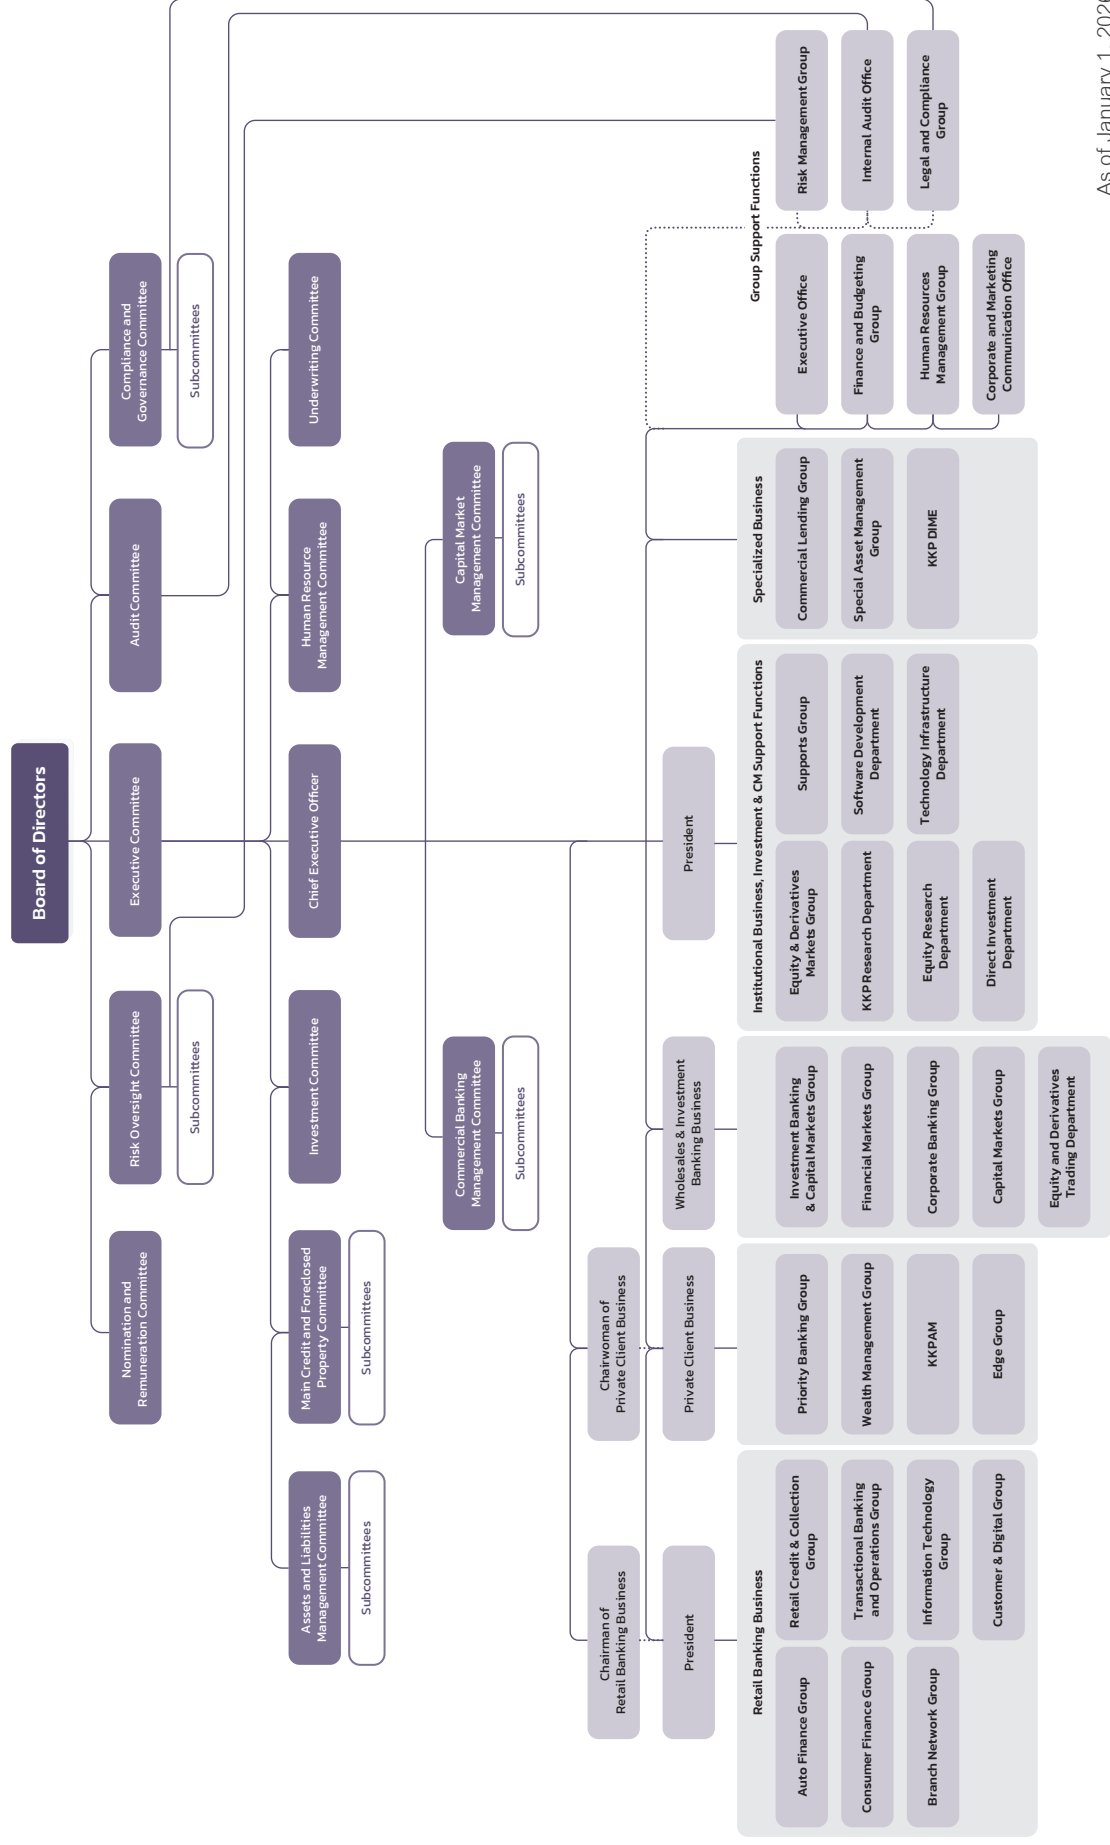 Board of Directors
Nomination and
Remuneration Committee
Risk Oversight Committee
Subcommittees
Executive Committee
Audit Committee
Compliance and
Governance Committee
Subcommittees
Assets and Liabilities
Management Committee
Subcommittees
Main Credit and Foreclosed
Property Committee
Subcommittees
Investment Committee
Chief Executive Officer
Human Resource
Management Committee
Underwriting Committee
Commercial Banking
Management Committee
Subcommittees
Capital Market
Management Committee
Subcommittees
Chairman of
Retail Banking Business
Chairwoman of
Private Client Business
President
Private Client Business
Wholesales & Investment
Banking Business
President
Retail Banking Business
Auto Finance Group
Consumer Finance Group
Branch Network Group
Retail Credit & Collection
Group
Transactional Banking
and Operations Group
Information Technology
Group
Customer & Digital Group
Priority Banking Group
Wealth Management Group
KKPAM
Edge Group
Investment Banking
& Capital Markets Group
Financial Markets Group
Corporate Banking Group
Capital Markets Group
Equity and Derivatives
Trading Department
Institutional Business, Investment & CM Support Functions
Equity & Derivatives
Markets Group
KKP Research Department
Equity Research
Department
Direct Investment
Department
Supports Group
Software Development
Department
Technology Infrastructure
Department
Specialized Business
Commercial Lending Group
Special Asset Management
Group
KKP DIME
Group Support Functions
Executive Office
Finance and Budgeting
Group
Human Resources
Management Group
Corporate and Marketing
Communication Office
Risk Management Group
Internal Audit Office
Legal and Compliance
Group
As of January 1, 2026